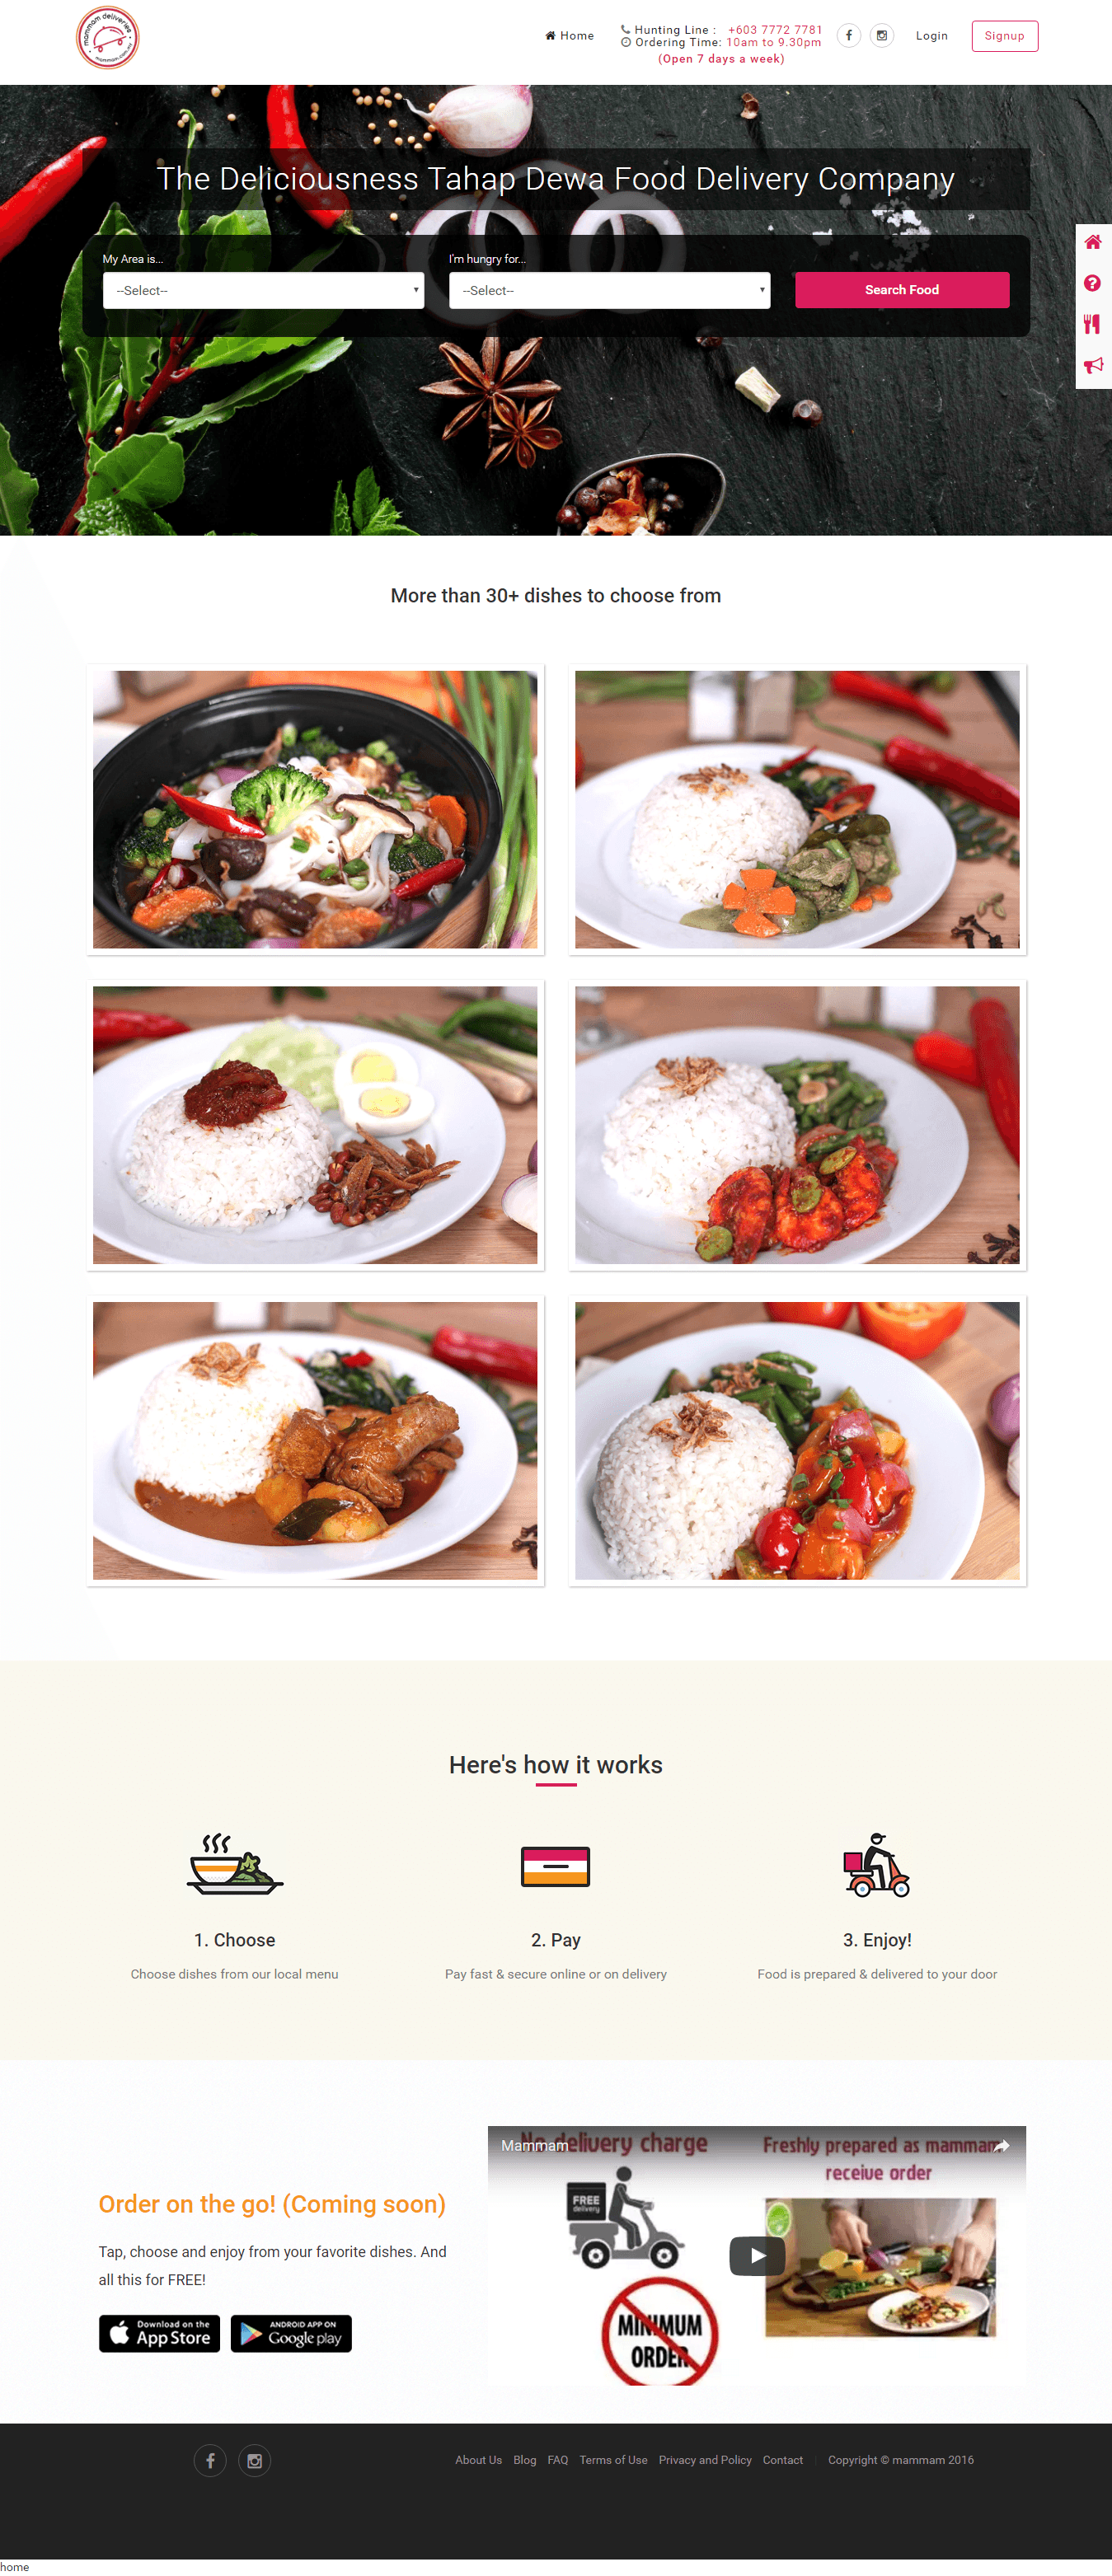 mammam deliveries
mammam.com.my
Home
Hunting Line : +603 7772 7781
Ordering Time: 10am to 9.30pm
(Open 7 days a week)
Login
Signup
The Deliciousness Tahap Dewa Food Delivery Company
My Area is...
I'm hungry for...
--Select--
--Select--
Search Food
More than 30+ dishes to choose from
Here's how it works
1. Choose
Choose dishes from our local menu
2. Pay
Pay fast & secure online or on delivery
3. Enjoy!
Food is prepared & delivered to your door
Order on the go! (Coming soon)
Tap, choose and enjoy from your favorite dishes. And
all this for FREE!
Download on the
App Store
ANDROID APP ON
Google play
Mammam
No delivery charge
FREE
delivery
MINIMUM
ORDER
Freshly prepared as mammam
receive order
About Us Blog FAQ Terms of Use Privacy and Policy Contact | Copyright © mammam 2016
home